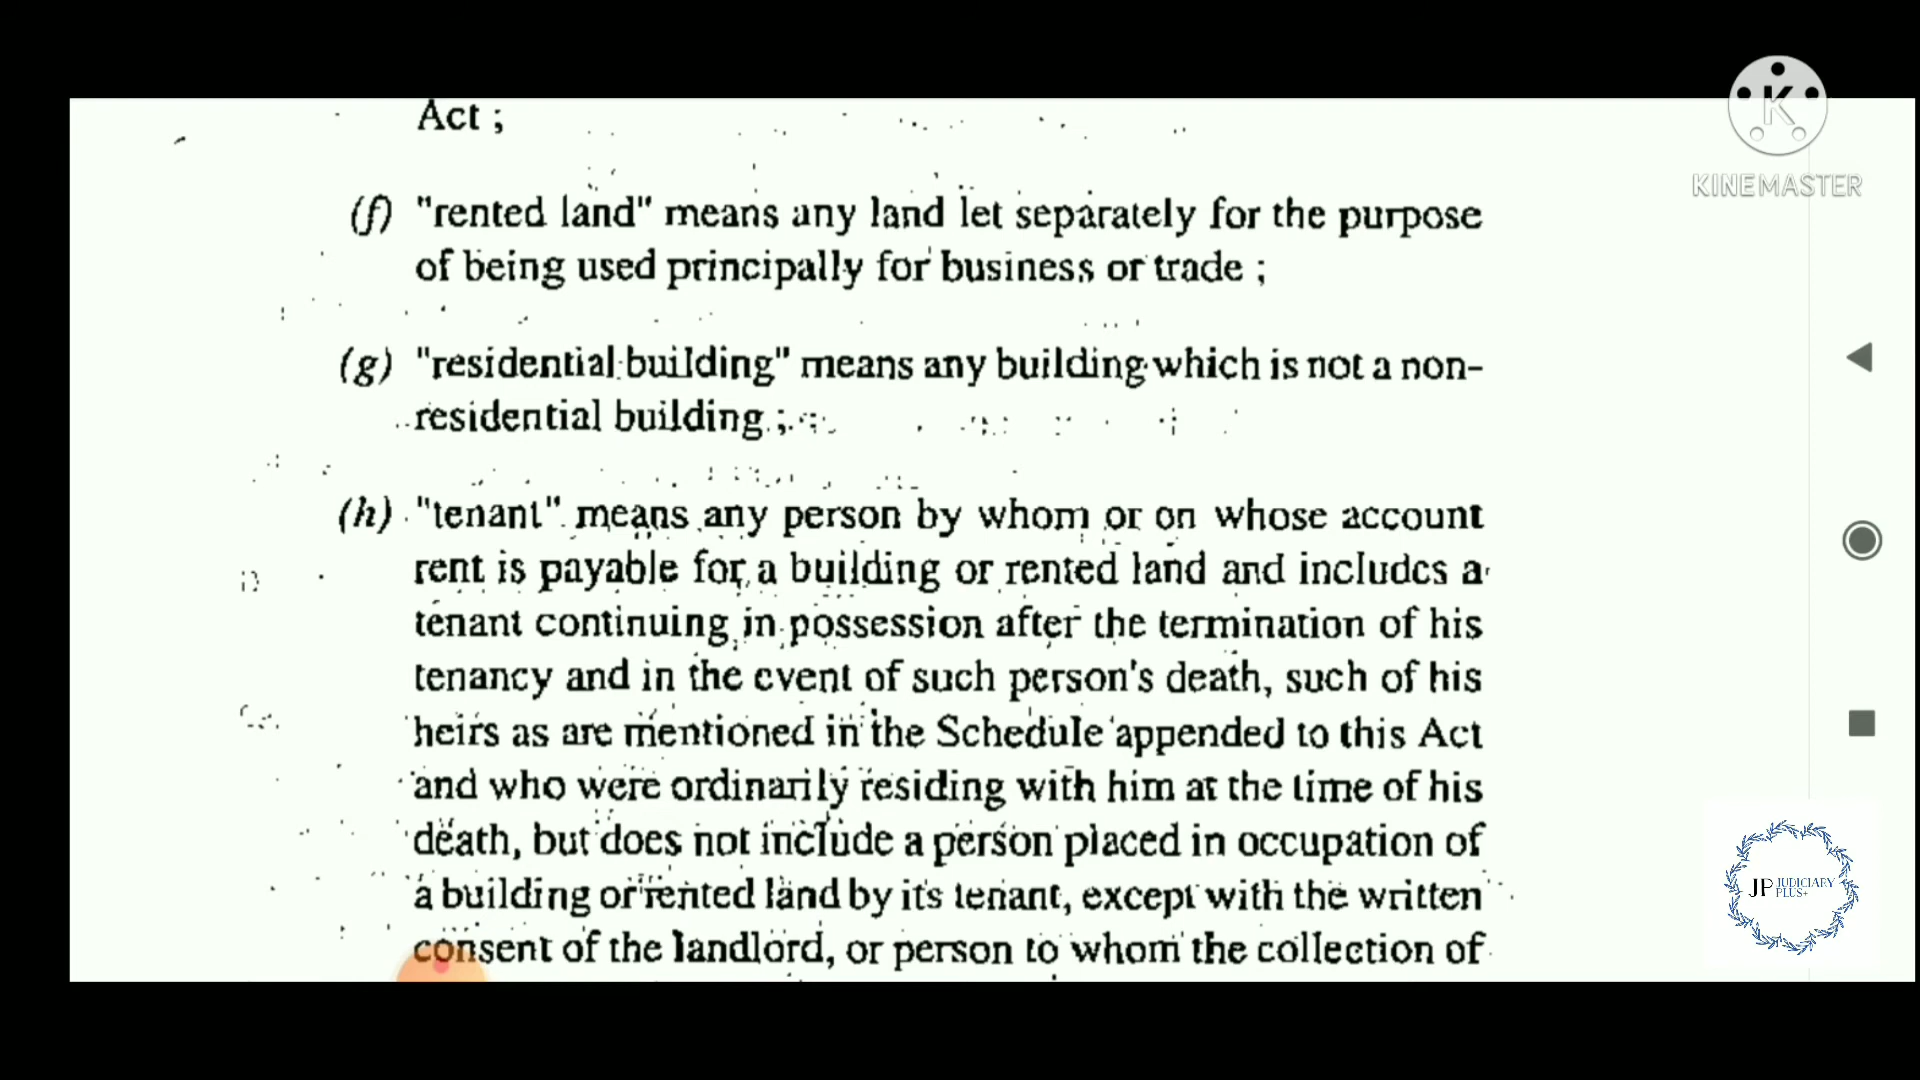 Act ;
(f) "rented land" means any land let separately for the purpose
of being used principally for business or trade ;
(g) "residential building" means any building which is not a non-
residential building ;
(h) "tenant" means any person by whom or on whose account
rent is payable for a building or rented land and includes a
tenant continuing in possession after the termination of his
tenancy and in the event of such person's death, such of his
heirs as are mentioned in the Schedule appended to this Act
and who were ordinarily residing with him at the time of his
death, but does not include a person placed in occupation of
a building or rented land by its tenant, except with the written
consent of the landlord, or person to whom the collection of
K
KINEMASTER
JP JUDICIARY
PLUS+